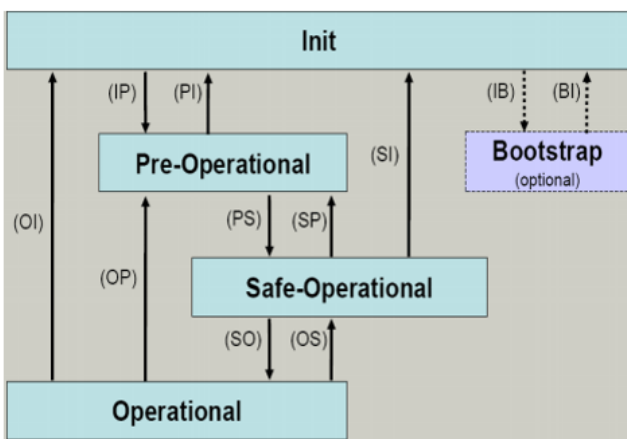 Init
(IP)
(PI)
(IB)
(BI)
Pre-Operational
(SI)
Bootstrap
(optional)
(OI)
(PS)
(SP)
(OP)
Safe-Operational
(SO)
(OS)
Operational